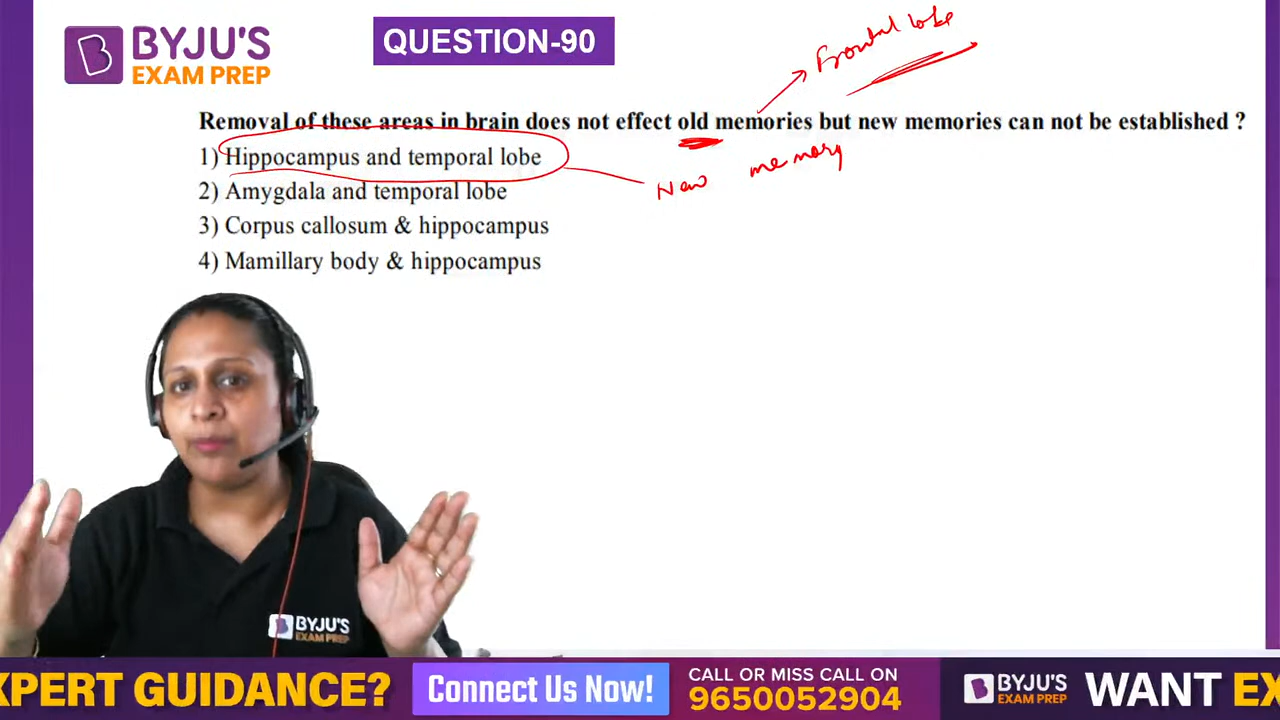 BYJU'S
EXAM PREP
QUESTION-90
Frontal lobe
Removal of these areas in brain does not effect old memories but new memories can not be established ?
1) Hippocampus and temporal lobe
New memory
2) Amygdala and temporal lobe
3) Corpus callosum & hippocampus
4) Mamillary body & hippocampus
BYJU'S
EXAM PREP
XPERT GUIDANCE?
Connect Us Now!
CALL OR MISS CALL ON
9650052904
BYJU'S
EXAM PREP
WANT EX